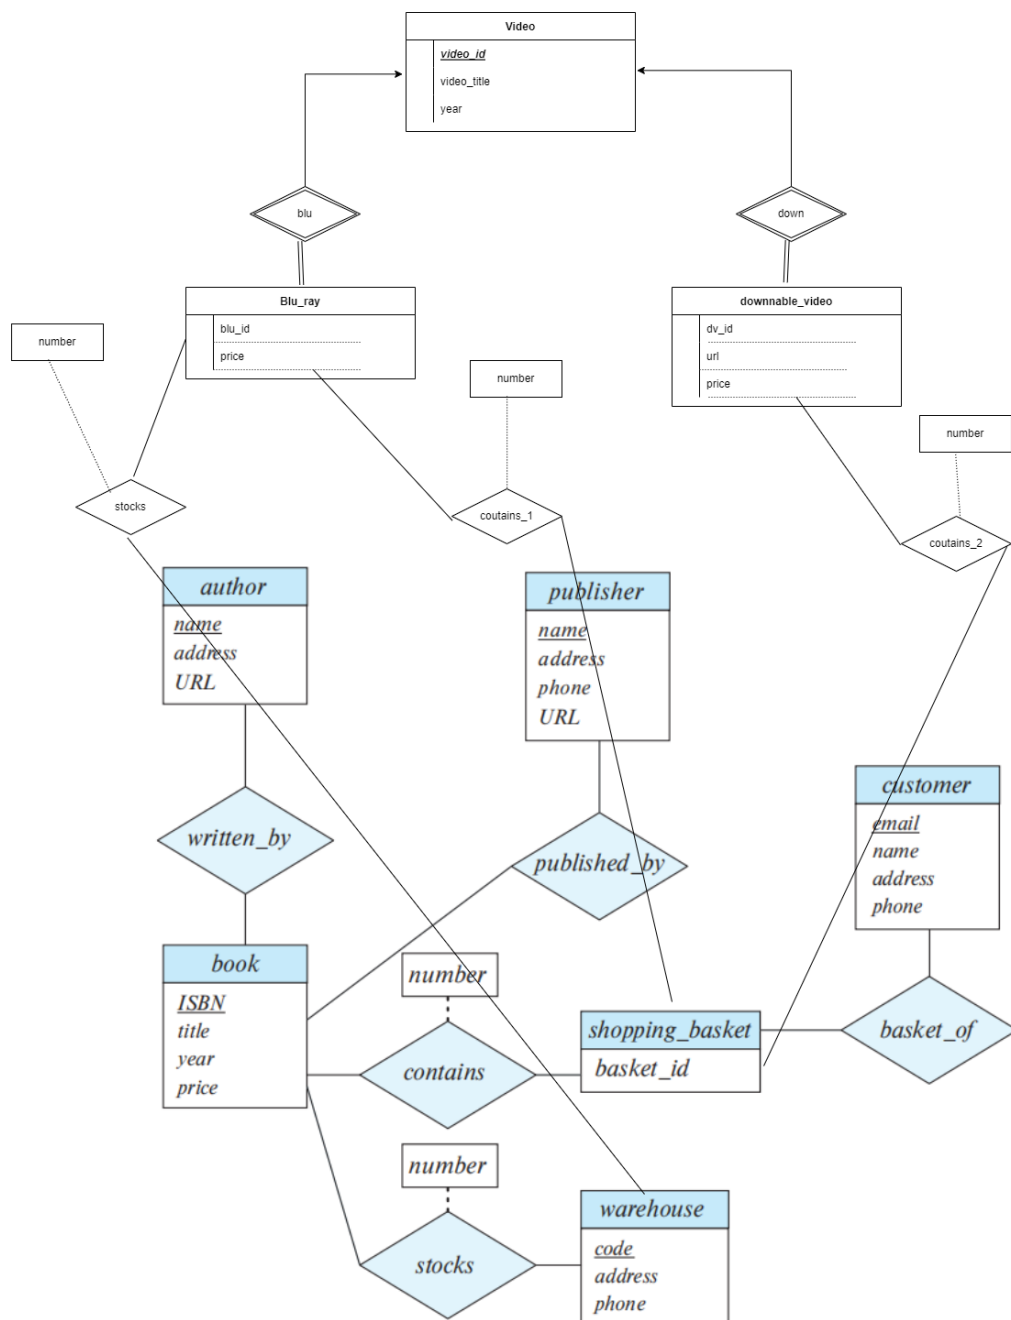 Video
video_id
video_title
year
blu
down
Blu_ray
blu_id
price
downnable_video
dv_id
url
price
number
number
number
stocks
coutains_1
coutains_2
author
name
address
URL
publisher
name
address
phone
URL
customer
email
name
address
phone
written_by
published_by
book
ISBN
title
year
price
number
contains
shopping_basket
basket_id
basket_of
number
stocks
warehouse
code
address
phone